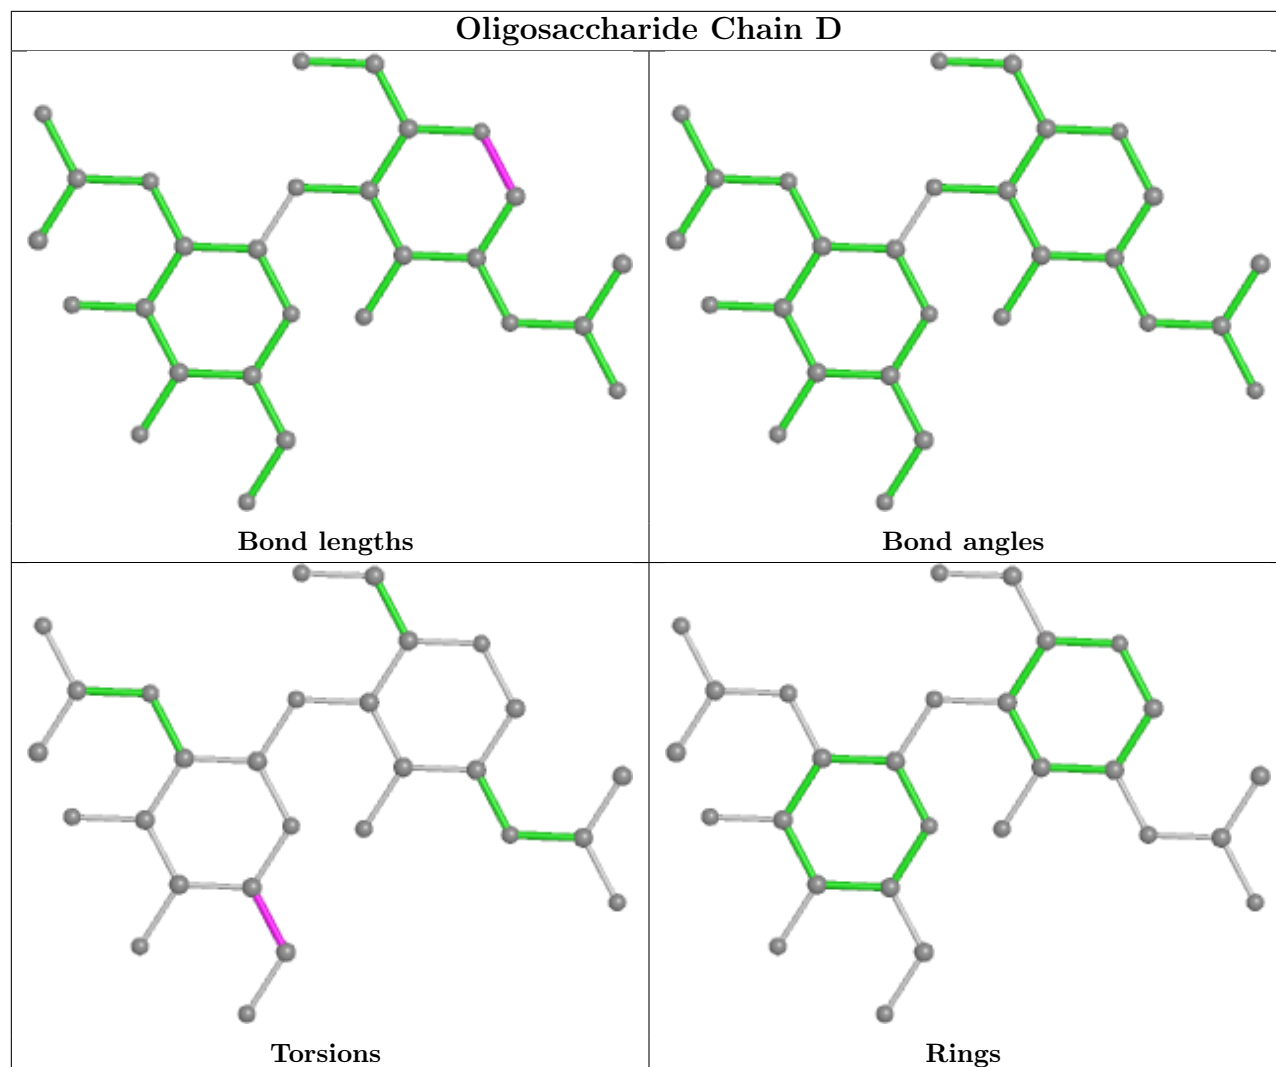 Oligosaccharide Chain D
Bond lengths
Bond angles
Torsions
Rings